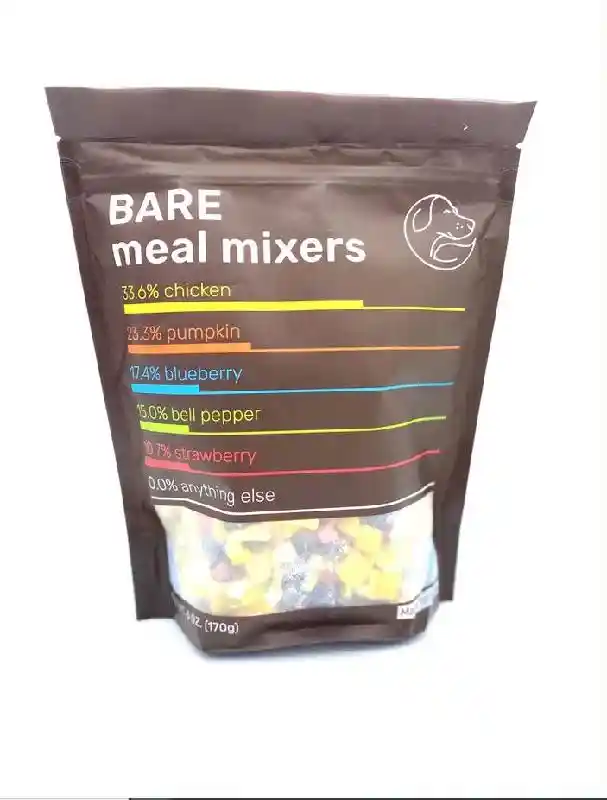 BARE
meal mixers
33.6% chicken
23.3% pumpkin
17.4% blueberry
15.0% bell pepper
10.7% strawberry
0.0% anything else
OZ. (170g)